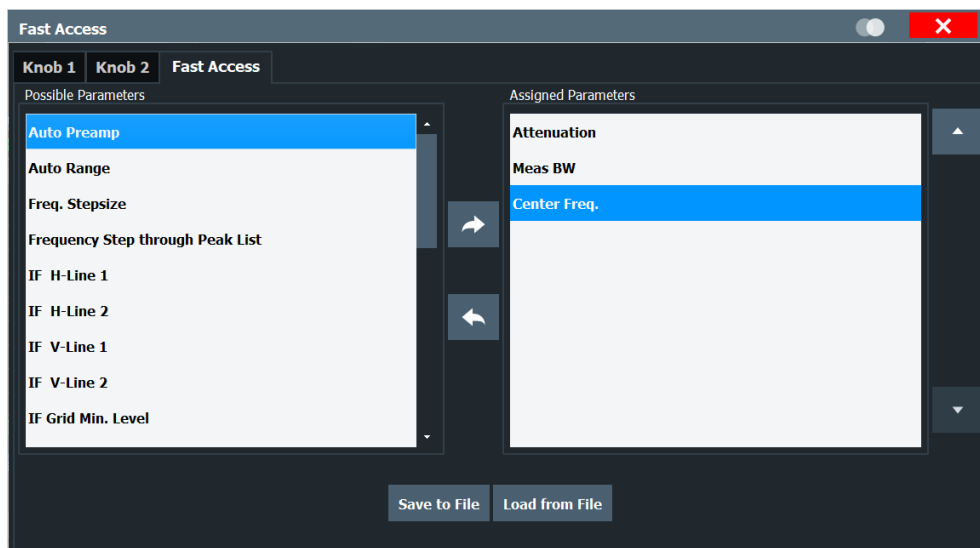 Fast Access
Knob 1 Knob 2 Fast Access
Possible Parameters
Auto Preamp
Auto Range
Freq. Stepsize
Frequency Step through Peak List
IF H-Line 1
IF H-Line 2
IF V-Line 1
IF V-Line 2
IF Grid Min. Level
Assigned Parameters
Attenuation
Meas BW
Center Freq.
Save to File Load from File